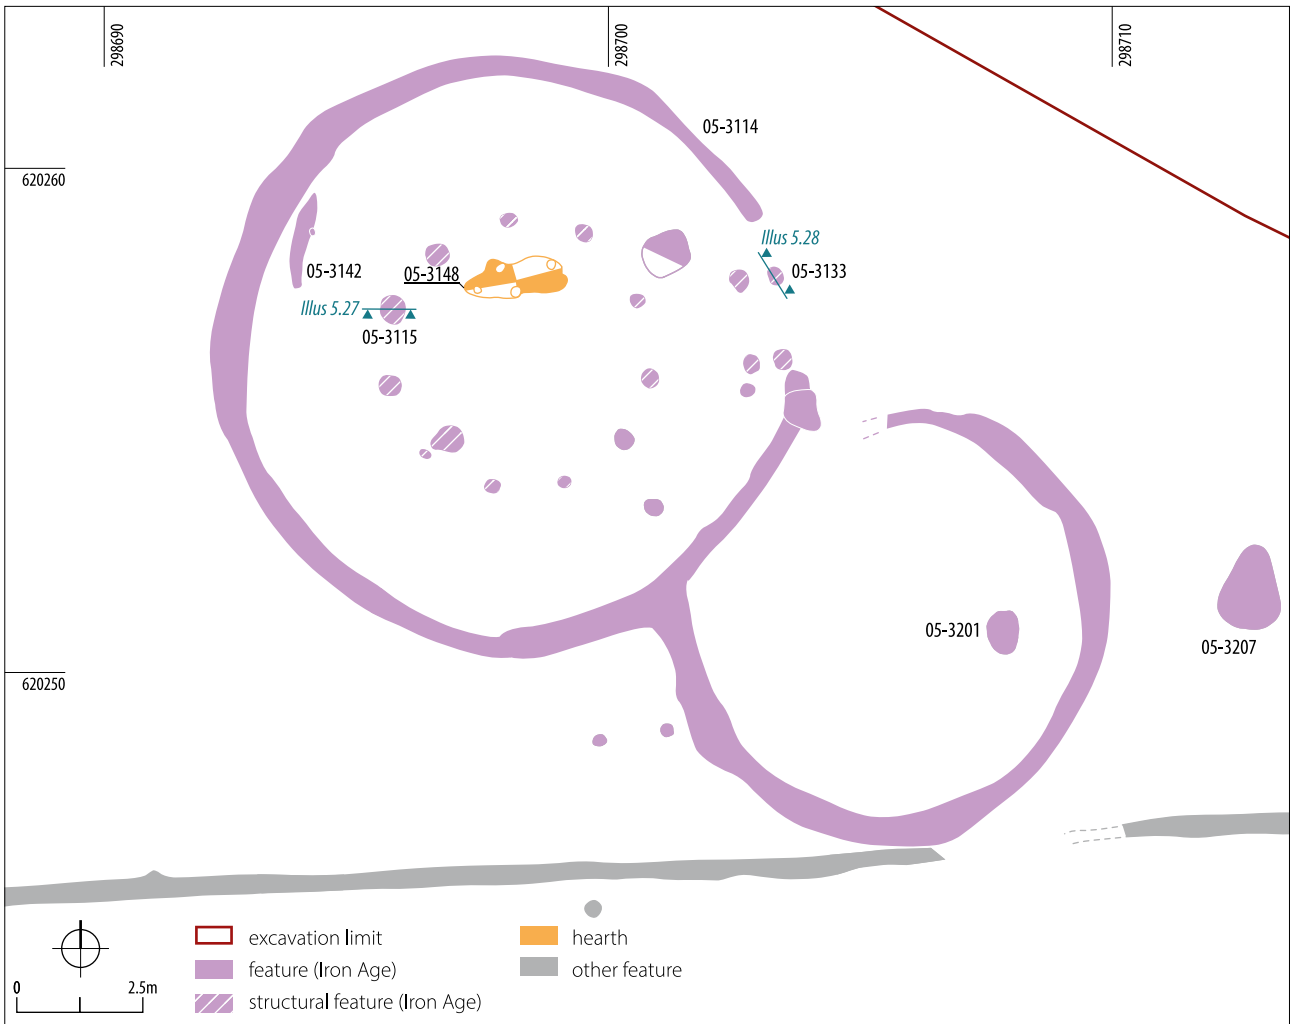 298690
298700
298710
05-3114
620260
Illus 5.28
05-3142
05-3148
05-3133
Illus 5.27
05-3115
05-3201
05-3207
620250
excavation limit
hearth
feature (Iron Age)
other feature
0
2.5m
structural feature (Iron Age)